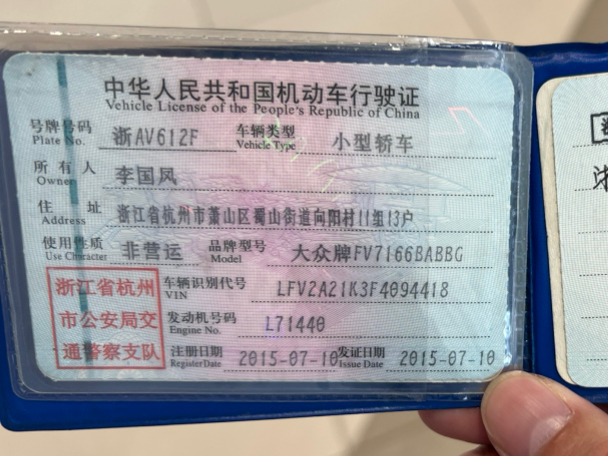 中华人民共和国机动车行驶证
Vehicle License of the People's Republic of China
号牌号码 浙AV612F 车辆类型 小型轿车
Plate No. Vehicle Type
所有人 李国风
Owner
住址 浙江省杭州市萧山区蜀山街道向阳村11组13户
Address
使用性质 非营运 品牌型号 大众牌FV7166BABBG
Use Character Model
浙江省杭州
市公安局交
通警察支队
车辆识别代号 LFV2A21K3F4094418
VIN
发动机号码 L71440
Engine No.
注册日期 2015-07-10 发证日期 2015-07-10
Register Date Issue Date